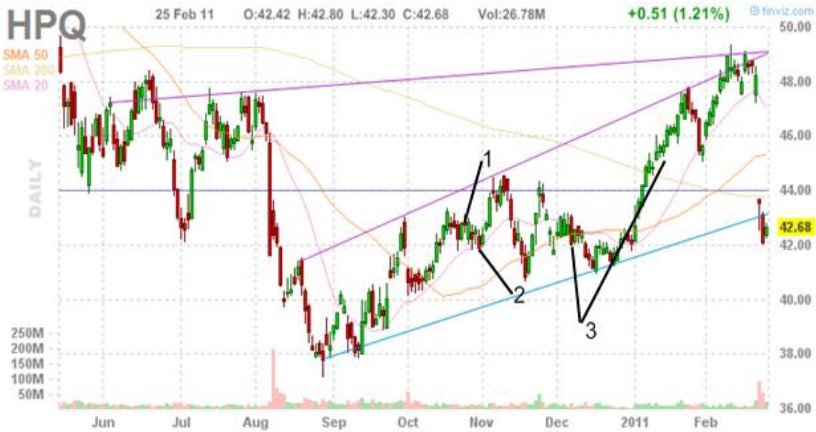 HPQ 25 Feb 11 O:42.42 H:42.80 L:42.30 C:42.68 Vol:26.78M +0.51 (1.21%) © finviz.com
50.00
SMA 50
SMA 200
SMA 20
48.00
46.00
1
DAILY
44.00
42.68
42.00
2
40.00
3
250M
200M
38.00
150M
100M
50M
36.00
Jun Jul Aug Sep Oct Nov Dec 2011 Feb